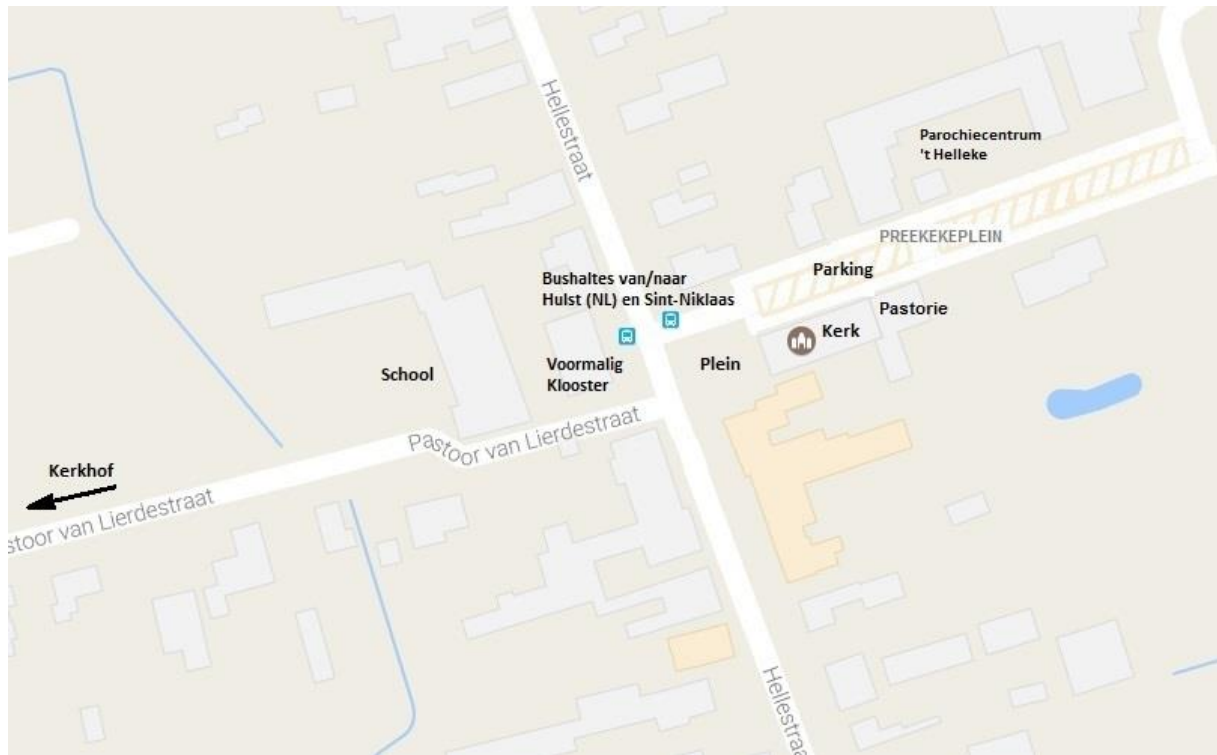 Hellestraat
Parochiecentrum
't Helleke
PREEKEKEPLEIN
Parking
Bushaltes van/naar
Hulst (NL) en Sint-Niklaas
Pastorie
Kerk
Voormalig
Klooster
Plein
School
Pastoor van Lierdestraat
Kerkhof
stoor van Lierdestraat
Hellestraat